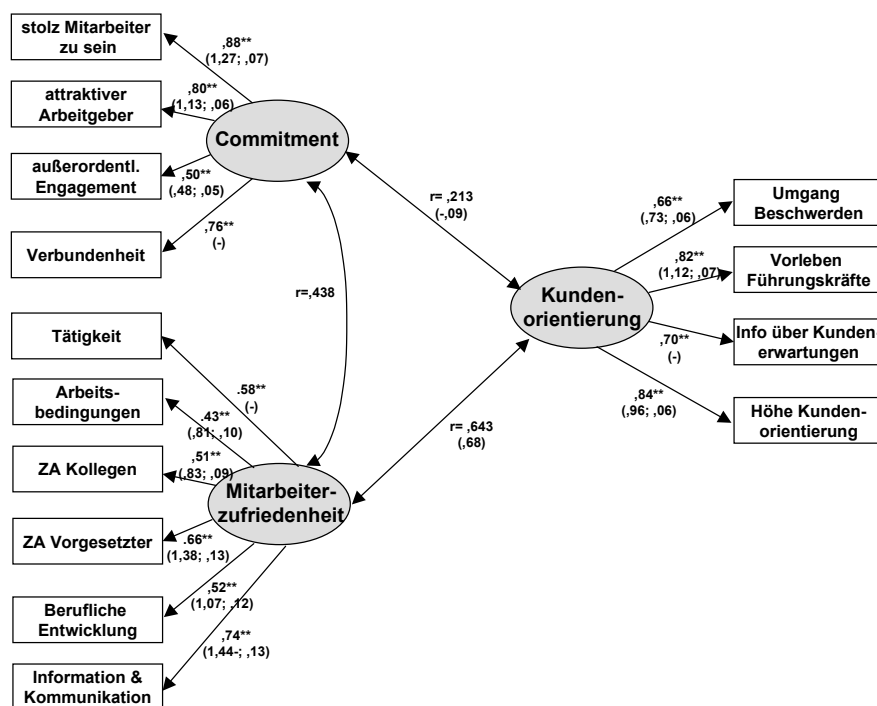 stolz Mitarbeiter
zu sein
,88**
(1,27; ,07)
attraktiver
Arbeitgeber
,80**
(1,13; ,06)
Commitment
außerordentl.
Engagement
,50**
(,48; ,05)
Verbundenheit
,76**
(-)
r= ,213
(-,09)
r=,438
Umgang
Beschwerden
,66**
(,73; ,06)
Vorleben
Führungskräfte
,82**
(1,12; ,07)
Kunden-
orientierung
Info über Kunden-
erwartungen
,70**
(-)
Höhe Kunden-
orientierung
,84**
(,96; ,06)
Tätigkeit
.58**
(-)
Arbeits-
bedingungen
.43**
(,81; ,10)
ZA Kollegen
,51**
(,83; ,09)
r= ,643
(,68)
Mitarbeiter-
zufriedenheit
ZA Vorgesetzter
.66**
(1,38; ,13)
Berufliche
Entwicklung
,52**
(1,07; ,12)
Information &
Kommunikation
,74**
(1,44-; ,13)